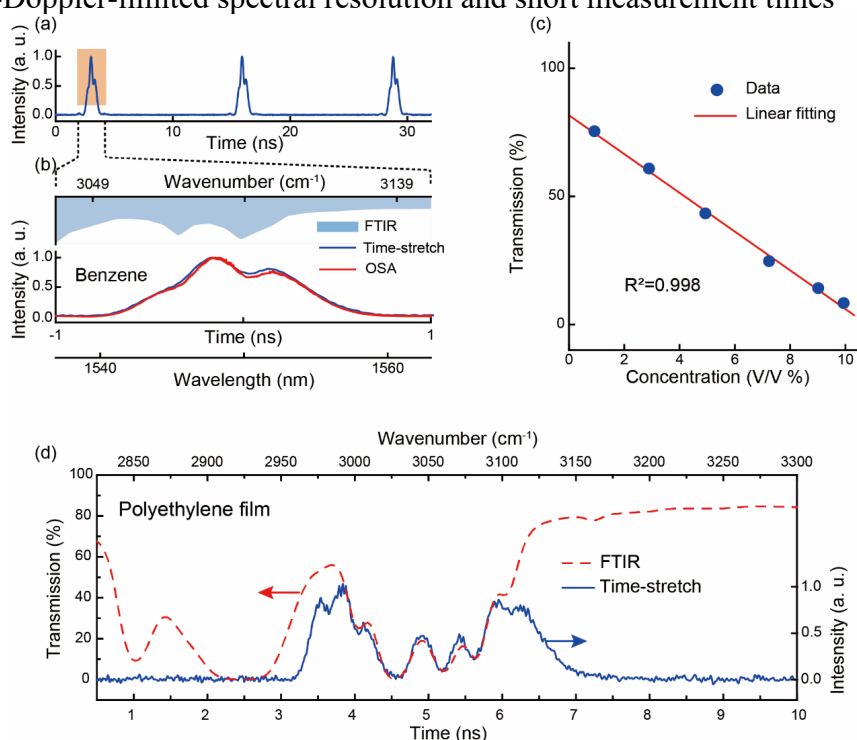 -Doppler-limited spectral resolution and short measurement times
(a)
Intensity (a. u.)
1.0
0.5
0.0
0 10 20 30
Time (ns)
(b)
3049 Wavenumber (cm-1) 3139
Intensity (a. u.)
FTIR
Time-stretch
OSA
Benzene
1.0
0.5
0.0
-1 Time (ns) 1
1540 1560
Wavelength (nm)
(c)
Transmission (%)
100
50
0
Data
Linear fitting
R²=0.998
0 2 4 6 8 10
Concentration (V/V %)
(d)
Wavenumber (cm-1)
2850 2900 2950 3000 3050 3100 3150 3200 3250 3300
Transmission (%)
100
80
60
40
20
0
Polyethylene film
FTIR
Time-stretch
1.0
0.5
0.0
Intesnsity (a. u.)
1 2 3 4 5 6 7 8 9 10
Time (ns)